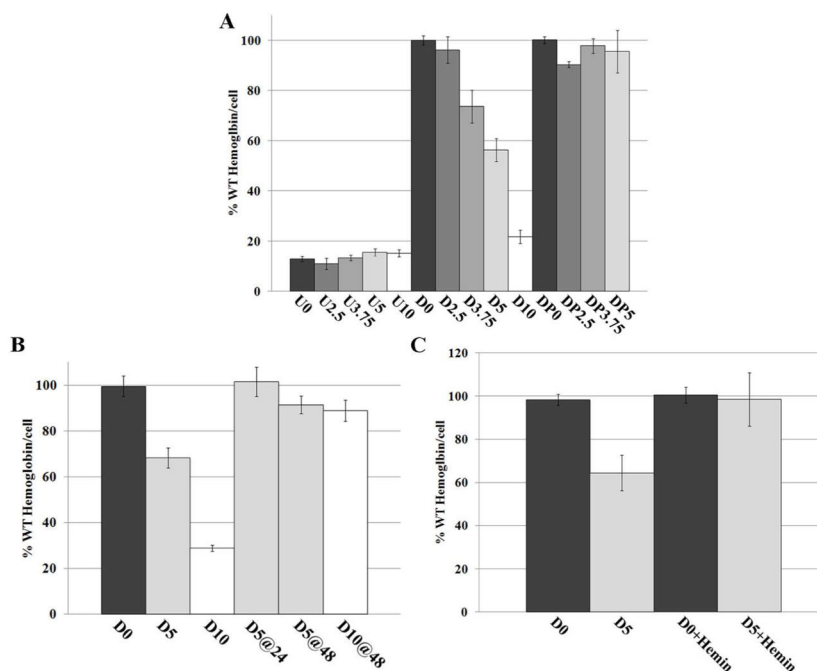 A
% WT Hemoglbin/cell
100
80
60
40
20
0
U0 U2.5 U3.75 U5 U10 D0 D2.5 D3.75 D5 D10 DP0 DP2.5 DP3.75 DP5
B
% WT Hemoglobin/cell
100
80
60
40
20
0
D0 D5 D10 D5@24 D5@48 D10@48
C
% WT Hemoglobin/cell
120
100
80
60
40
20
0
D0 D5 D0+Hemin D5+Hemin